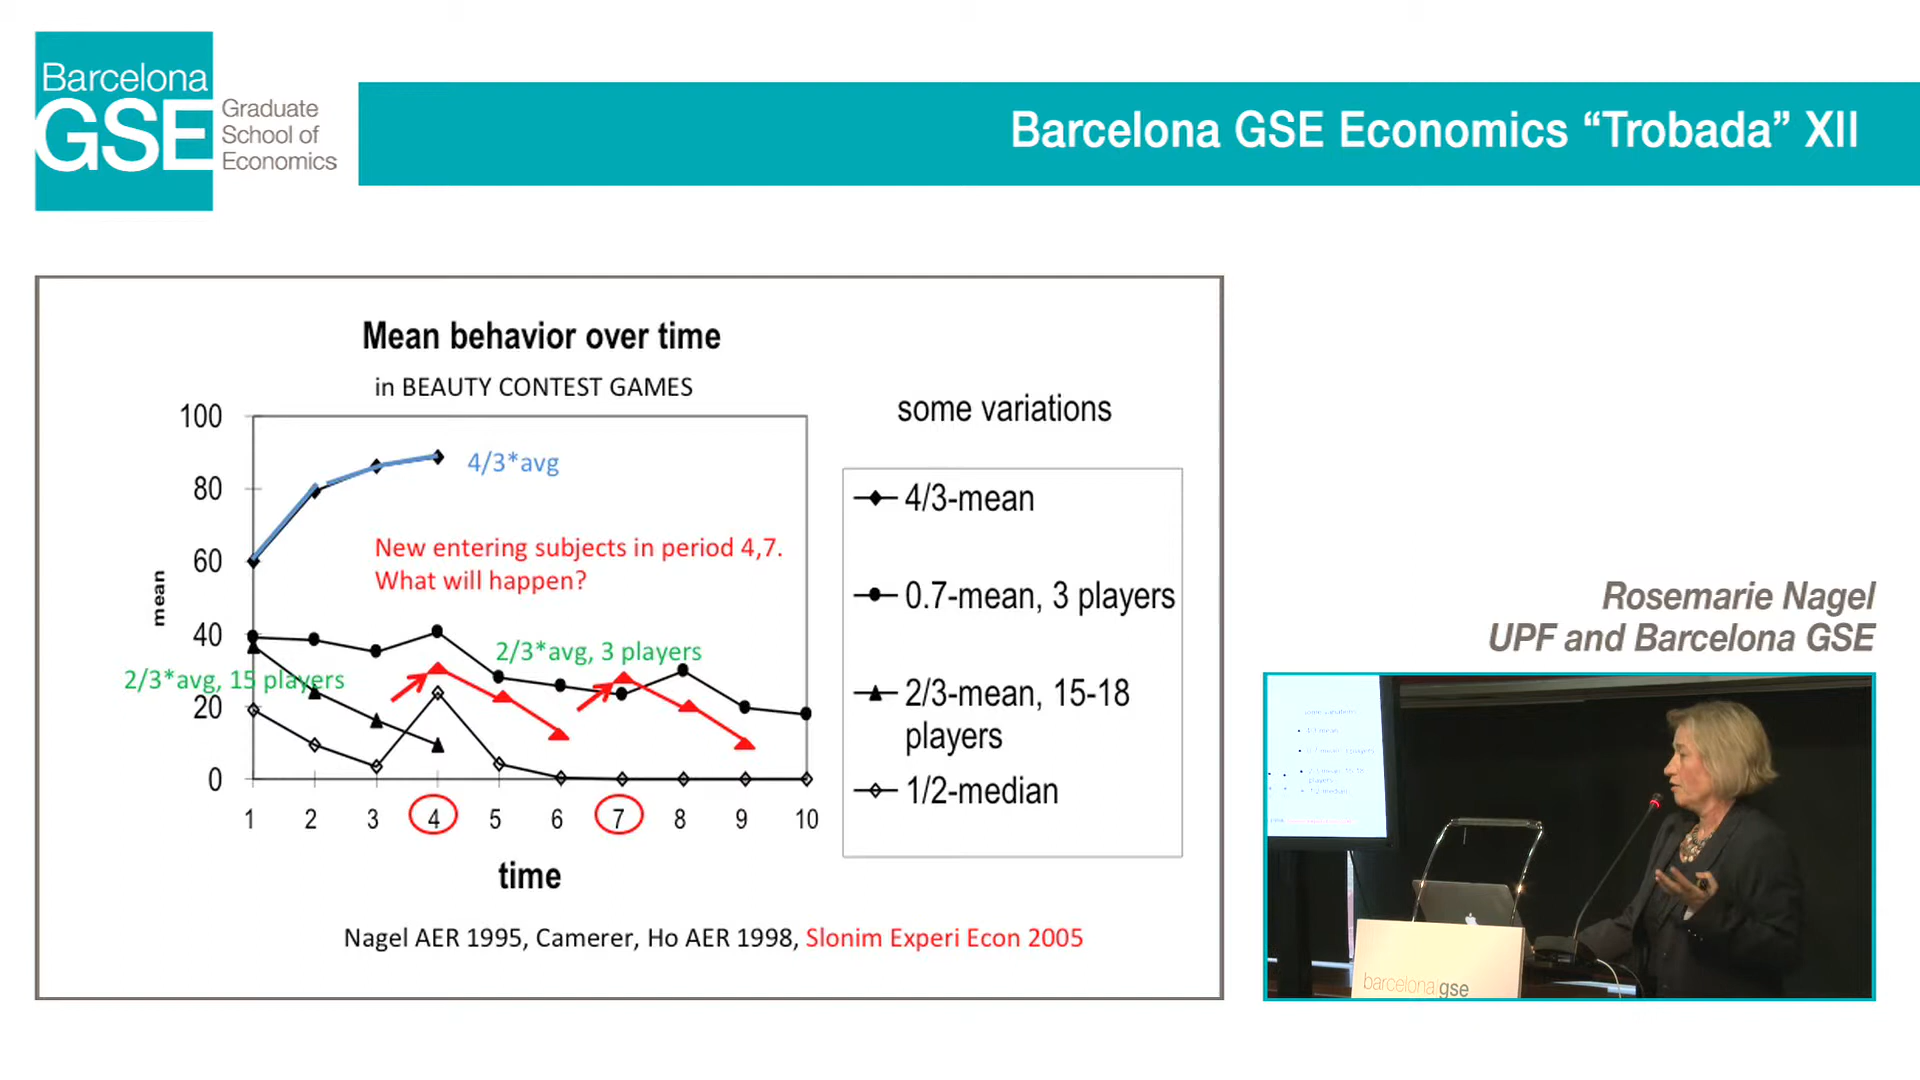 Barcelona
GSE
Graduate
School of
Economics
Barcelona GSE Economics “Trobada” XII
Mean behavior over time
in BEAUTY CONTEST GAMES
some variations
100
80
60
40
20
0
mean
4/3*avg
New entering subjects in period 4,7.
What will happen?
2/3*avg, 3 players
2/3*avg, 15 players
1 2 3 4 5 6 7 8 9 10
time
4/3-mean
0.7-mean, 3 players
2/3-mean, 15-18
players
1/2-median
Nagel AER 1995, Camerer, Ho AER 1998, Slonim Experi Econ 2005
Rosemarie Nagel
UPF and Barcelona GSE
some variations
barcelona gse